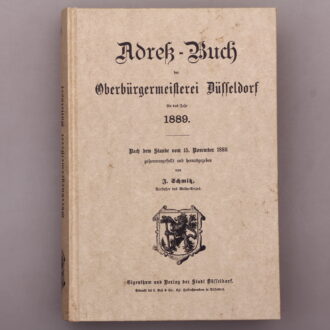 Adreß-Buch
der
Oberbürgermeisterei Düsseldorf
für das Jahr
1889.
Nach dem Stande vom 15. November 1888
zusammengestellt und herausgegeben
von
J. Schmitz,
Eigenthum und Verlag der Stadt Düsseldorf.